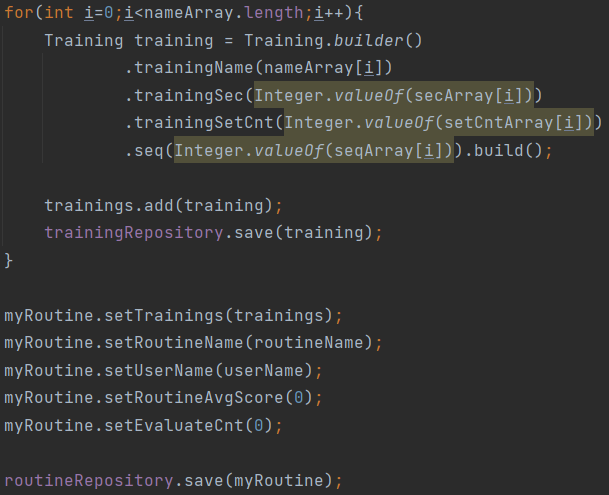 for(int i=0;i<nameArray.length;i++){
Training training = Training.builder()
.trainingName(nameArray[i])
.trainingSec(Integer.valueOf(secArray[i]))
.trainingSetCnt(Integer.valueOf(setCntArray[i]))
.seq(Integer.valueOf(seqArray[i])).build();
trainings.add(training);
trainingRepository.save(training);
}
myRoutine.setTrainings(trainings);
myRoutine.setRoutineName(routineName);
myRoutine.setUserName(userName);
myRoutine.setRoutineAvgScore(0);
myRoutine.setEvaluateCnt(0);
routineRepository.save(myRoutine);